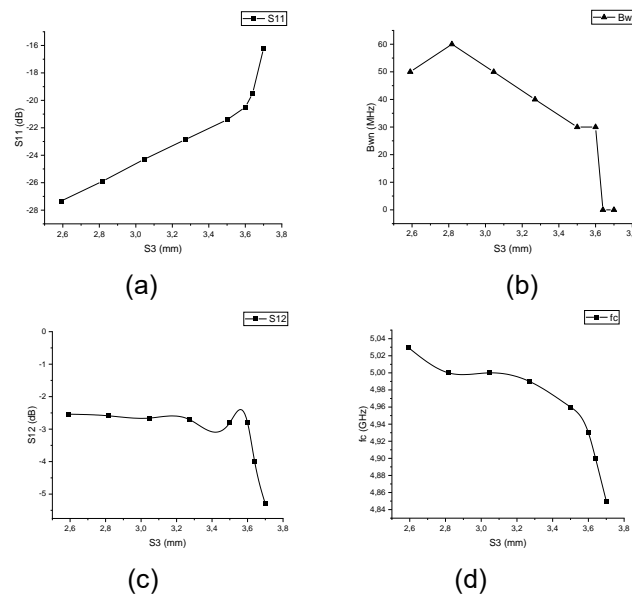 S11
-16
-18
-20
-22
-24
-26
-28
S11 (dB)
2,6 2,8 3,0 3,2 3,4 3,6 3,8
S3 (mm)
(a)
Bw
60
50
40
30
20
10
0
Bwn (MHz)
2,6 2,8 3,0 3,2 3,4 3,6 3,8
S3 (mm)
(b)
S12
0
-1
-2
-3
-4
-5
S12 (dB)
2,6 2,8 3,0 3,2 3,4 3,6 3,8
S3 (mm)
(c)
fc
5,04
5,02
5,00
4,98
4,96
4,94
4,92
4,90
4,88
4,86
4,84
fc (GHz)
2,6 2,8 3,0 3,2 3,4 3,6 3,8
S3 (mm)
(d)